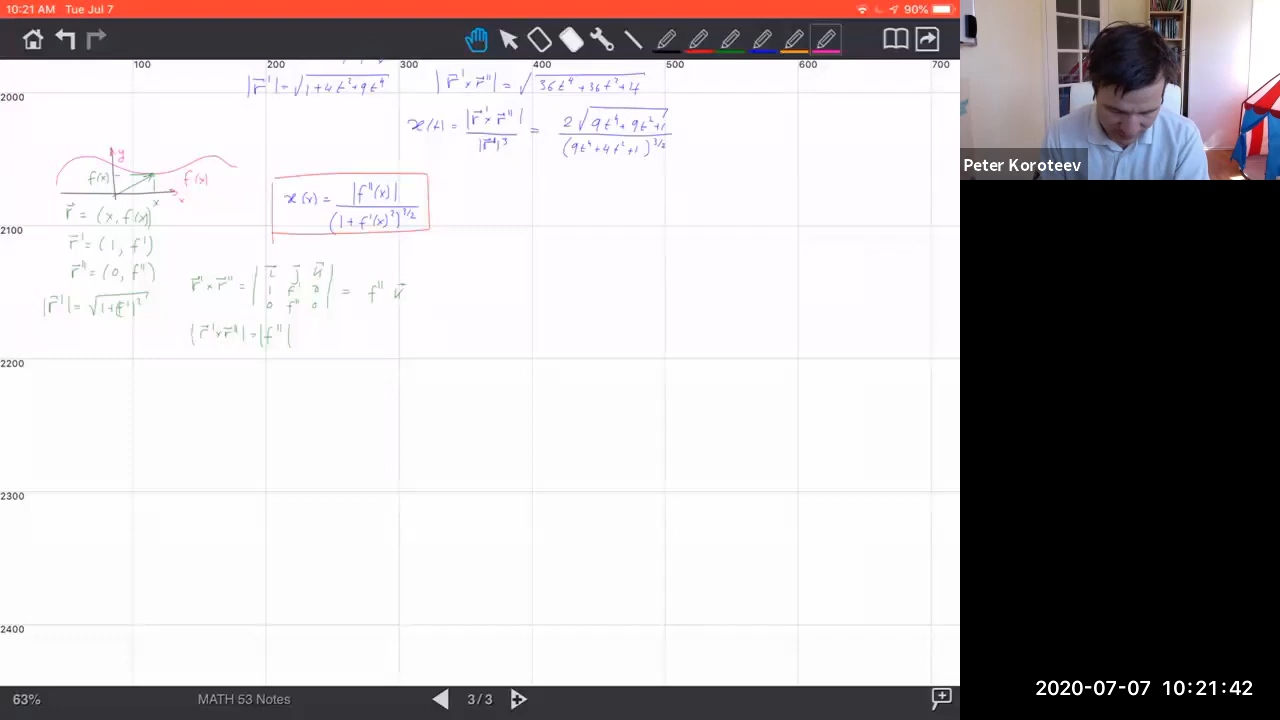 10:21 AM Tue Jul 7
90%
100 200 300 400 500 600 700
|r⃗'| = √(1+4t²+9t⁴)
|r⃗'×r⃗''| = √(36t⁴+36t²+4)
2000
ϰ(t) = |r⃗'×r⃗''| / |r⃗'|³ = 2√(9t⁴+9t²+1) / (9t⁴+4t²+1)^3/2
y
f(x)
f(x)
x
x
ϰ(x) = |f''(x)| / (1+f'(x)²)^3/2
r⃗ = (x, f(x))
2100
r⃗' = (1, f')
r⃗'' = (0, f'')
|r⃗'| = √(1+(f')²)
r⃗'×r⃗'' = | i⃗ j⃗ k⃗
1 f' 0
0 f'' 0 | = f'' k⃗
|r⃗'×r⃗''| = |f''|
2200
2300
2400
63%
MATH 53 Notes
3/3
Peter Koroteev
2020-07-07 10:21:42